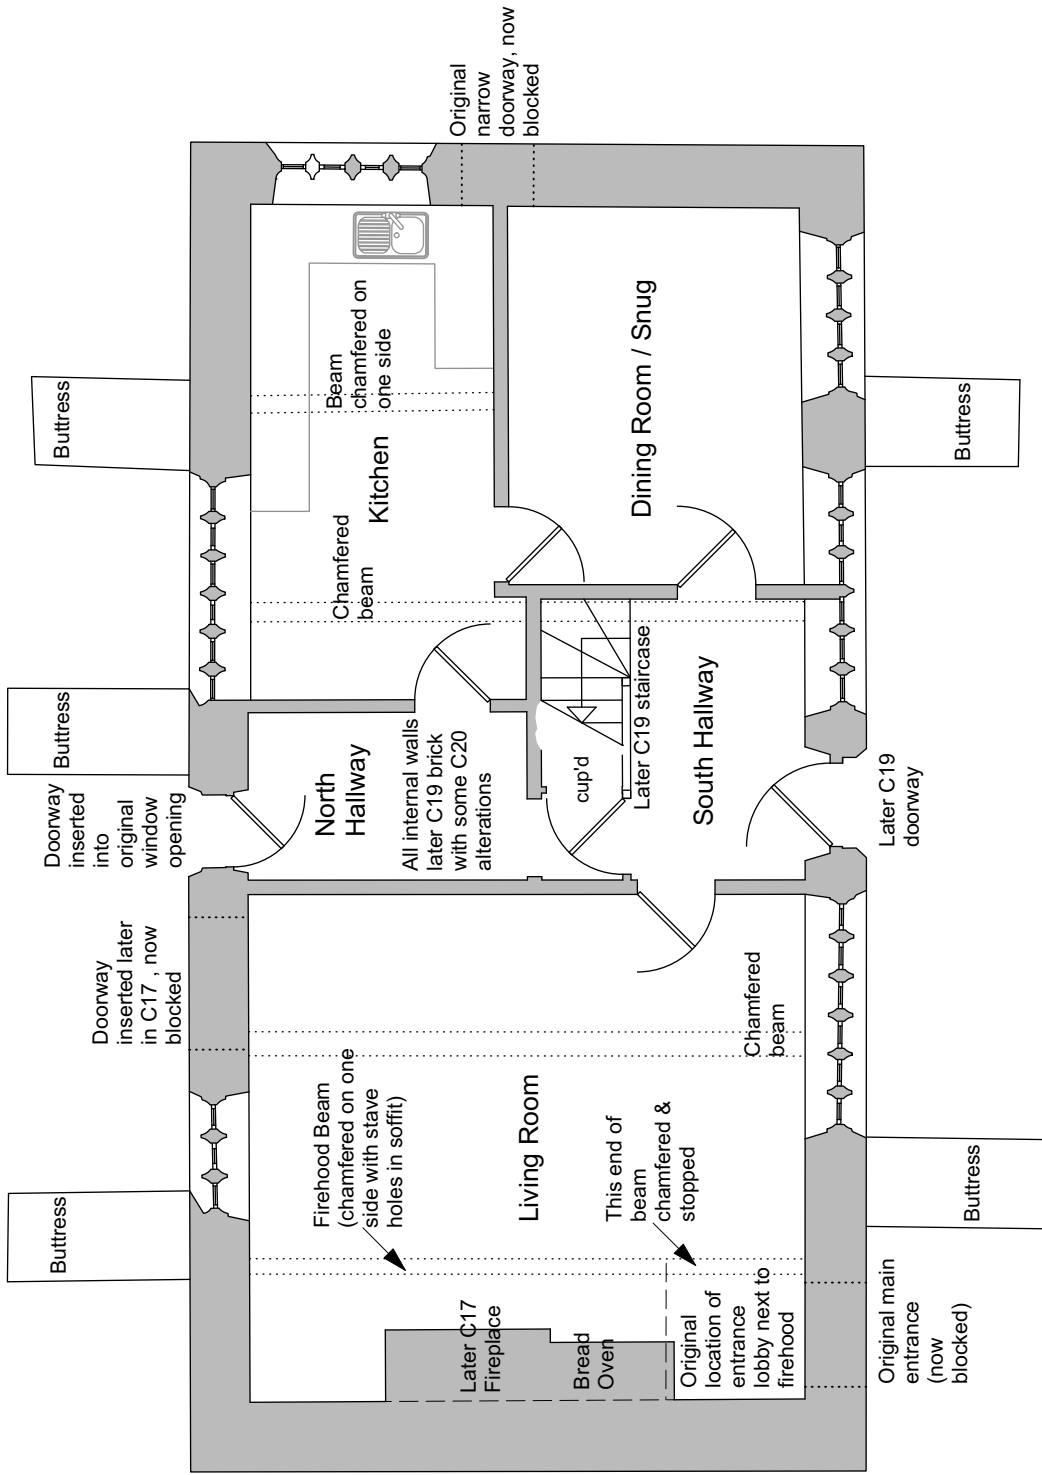 Buttress
Buttress
Buttress
Doorway
inserted later
in C17 , now
blocked
Doorway
inserted
into
original
window
opening
Firehood Beam
(chamfered on one
side with stave
holes in soffit)
North
Hallway
All internal walls
later C19 brick
with some C20
alterations
Chamfered
beam
Kitchen
Beam
chamfered on
one side
Original
narrow
doorway, now
blocked
Later C17
Fireplace
Bread
Oven
Living Room
This end of
beam
chamfered &
stopped
Original
location of
entrance
lobby next to
firehood
Chamfered
beam
cup'd
Later C19 staircase
South Hallway
Dining Room / Snug
Original main
entrance
(now
blocked)
Buttress
Later C19
doorway
Buttress